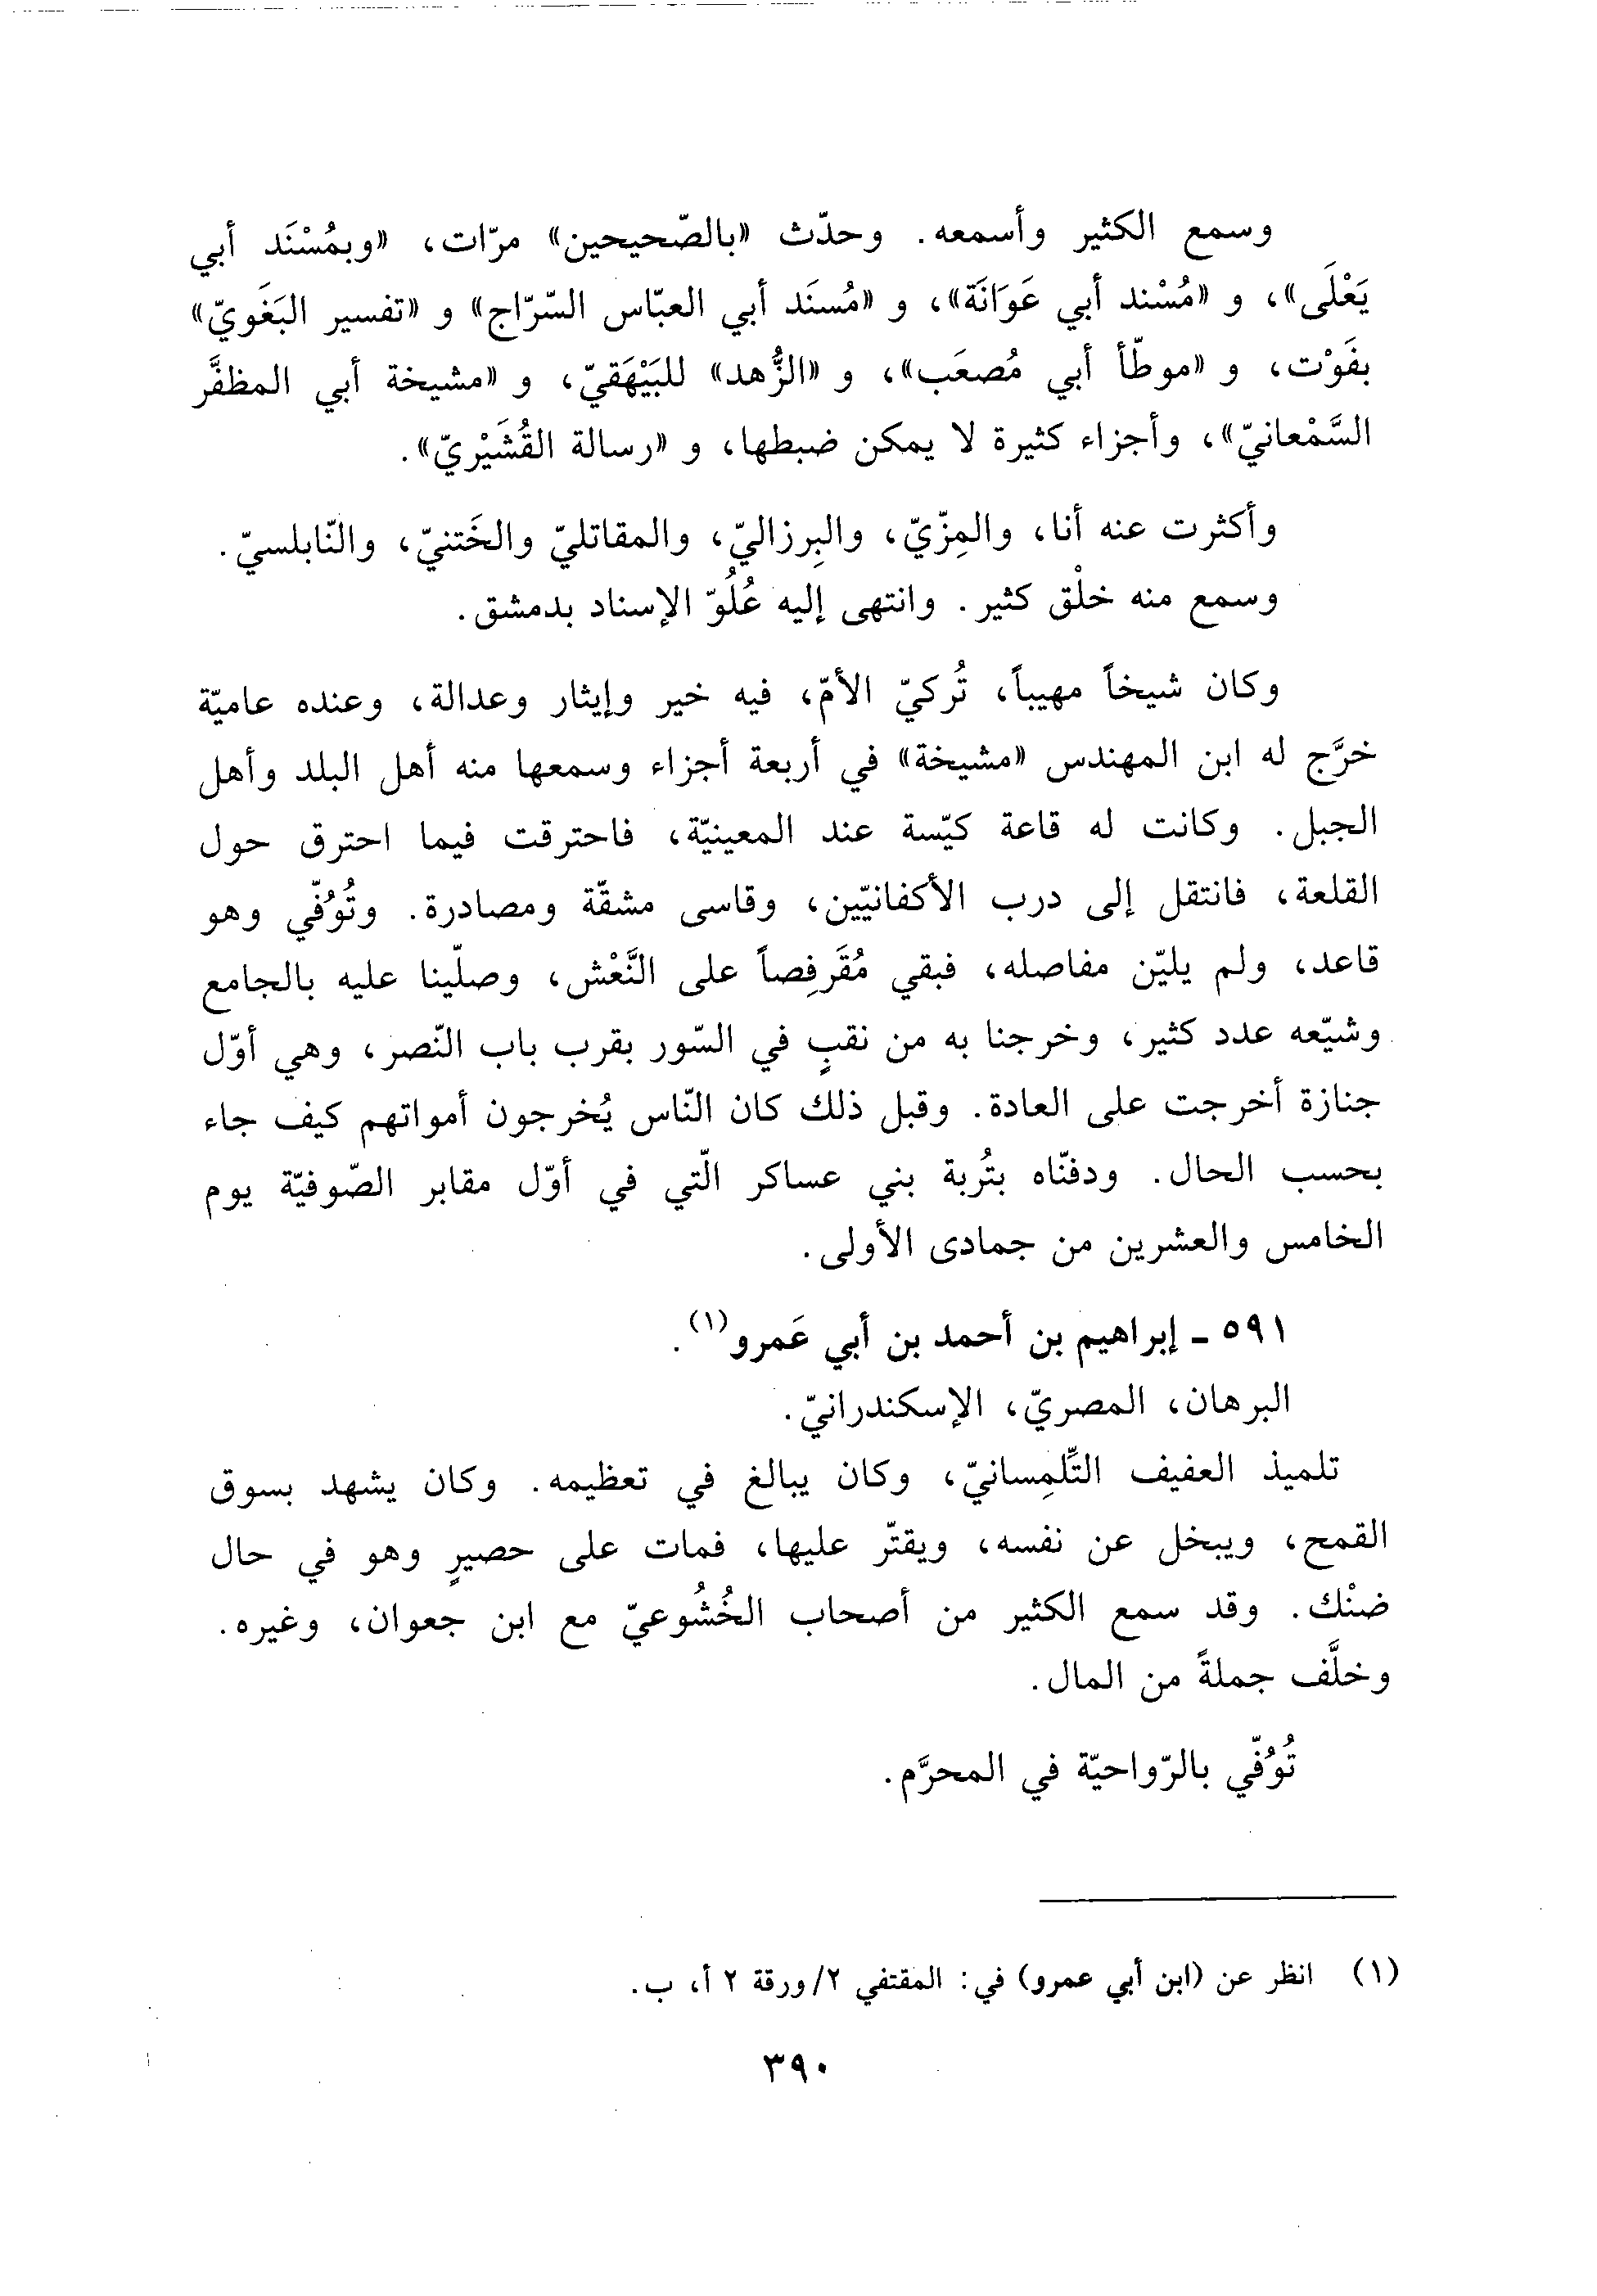 وسمع الكثير وأسمعه. وحدّث «بالصّحيحين» مرّات، «وبمُسْنَد أبي
يَعْلَى»، و «مُسْند أبي عَوَانَة»، و «مُسنَد أبي العبّاس السّرّاج» و «تفسير البَغَويّ»
بفَوْت، و «موطّأ أبي مُصعَب»، و «الزُّهد» للبَيْهَقيّ، و «مشيخة أبي المظفَّر
السَّمْعانيّ»، وأجزاء كثيرة لا يمكن ضبطها، و «رسالة القُشَيْريّ».
وأكثرت عنه أنا، والمِزّيّ، والبِرزاليّ، والمقاتليّ والخَتنيّ، والنّابلسيّ.
وسمع منه خلْق كثير. وانتهى إليه عُلُوّ الإسناد بدمشق.
وكان شيخاً مهيباً، تُركيّ الأمّ، فيه خير وإيثار وعدالة، وعنده عاميّة
خرَّج له ابن المهندس «مشيخة» في أربعة أجزاء وسمعها منه أهل البلد وأهل
الجبل. وكانت له قاعة كيّسة عند المعينيّة، فاحترقت فيما احترق حول
القلعة، فانتقل إلى درب الأكفانيّين، وقاسى مشقّة ومصادرة. وتُوُفّي وهو
قاعد، ولم يليّن مفاصله، فبقي مُقَرفِصاً على النَّعْش، وصلّينا عليه بالجامع
وشيّعه عدد كثير، وخرجنا به من نقبٍ في السّور بقرب باب النّصر، وهي أوّل
جنازة أخرجت على العادة. وقبل ذلك كان النّاس يُخرجون أمواتهم كيف جاء
بحسب الحال. ودفنّاه بتُربة بني عساكر الّتي في أوّل مقابر الصّوفيّة يوم
الخامس والعشرين من جمادى الأولى.
٥٩١ - إبراهيم بن أحمد بن أبي عَمرو(١).
البرهان، المصريّ، الإسكندرانيّ.
تلميذ العفيف التِّلمِسانيّ، وكان يبالغ في تعظيمه. وكان يشهد بسوق
القمح، ويبخل عن نفسه، ويقتّر عليها، فمات على حصيرٍ وهو في حال
ضنْك. وقد سمع الكثير من أصحاب الخُشُوعيّ مع ابن جعوان، وغيره.
وخلَّف جملةً من المال.
تُوُفّي بالرّواحيّة في المحرَّم.
(١) انظر عن (ابن أبي عمرو) في: المقتفي ٢/ورقة ٢ أ، ب.
٣٩٠